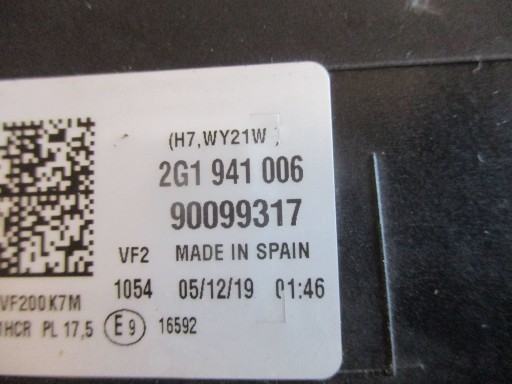 (H7,WY21W )
2G1 941 006
90099317
VF2 MADE IN SPAIN
1054 05/12/19 01:46
VF200K7M
HCR PL 17,5 E9 16592